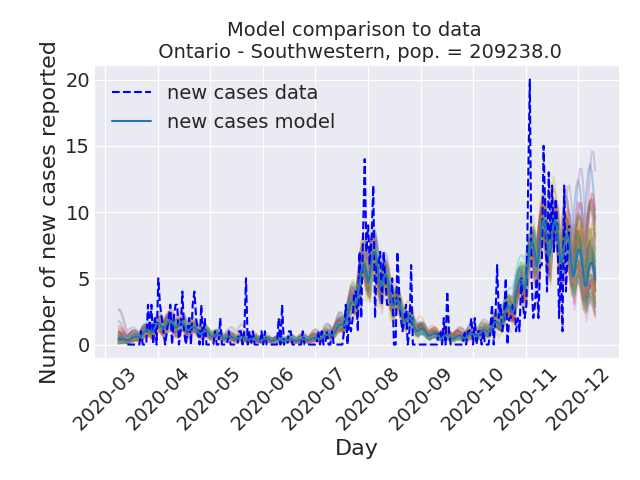 Model comparison to data
Ontario - Southwestern, pop. = 209238.0
Number of new cases reported
20
15
10
5
0
new cases data
new cases model
2020-03
2020-04
2020-05
2020-06
2020-07
2020-08
2020-09
2020-10
2020-11
2020-12
Day